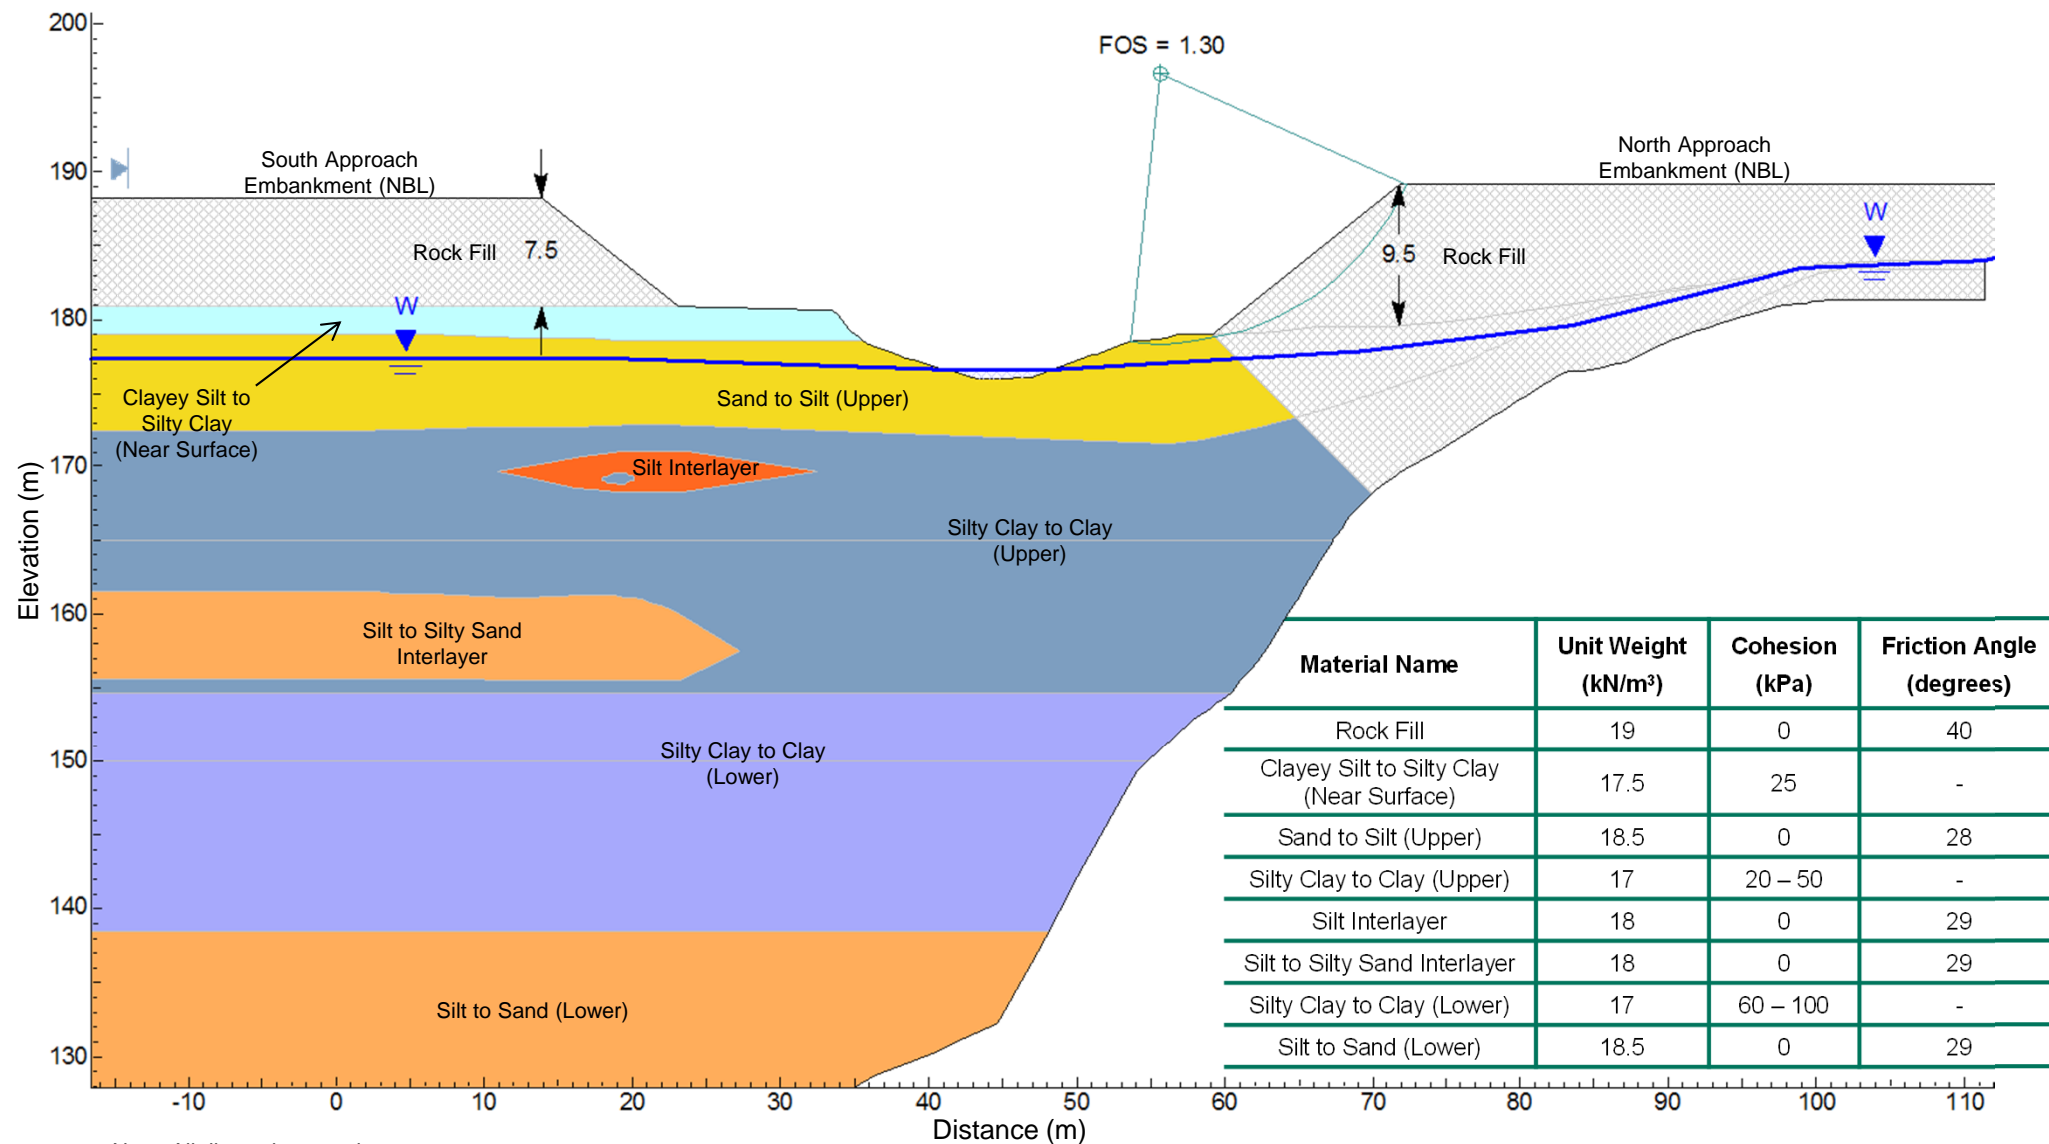 200
FOS = 1.30
South Approach
Embankment (NBL)
North Approach
Embankment (NBL)
190
W
Rock Fill
7.5
9.5
Rock Fill
W
180
Clayey Silt to
Silty Clay
(Near Surface)
Sand to Silt (Upper)
170
Silt Interlayer
Silty Clay to Clay
(Upper)
Elevation (m)
160
Silt to Silty Sand
Interlayer
150
Silty Clay to Clay
(Lower)
140
Silt to Sand (Lower)
130
Material Name Unit Weight (kN/m³) Cohesion (kPa) Friction Angle (degrees)
Rock Fill 19 0 40
Clayey Silt to Silty Clay (Near Surface) 17.5 25 -
Sand to Silt (Upper) 18.5 0 28
Silty Clay to Clay (Upper) 17 20 – 50 -
Silt Interlayer 18 0 29
Silt to Silty Sand Interlayer 18 0 29
Silty Clay to Clay (Lower) 17 60 – 100 -
Silt to Sand (Lower) 18.5 0 29
-10 0 10 20 30 40 50 60 70 80 90 100 110
Distance (m)